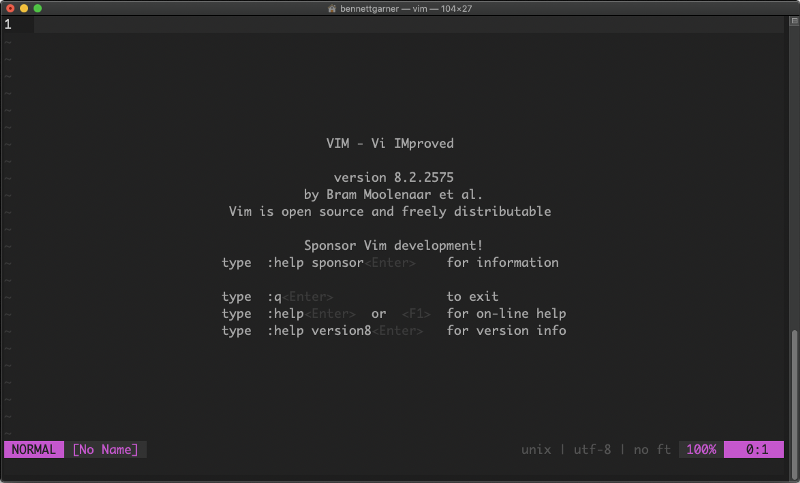 bennettgarner — vim — 104×27
1
~
~
~
~
~
~
VIM - Vi IMproved
~
~
version 8.2.2575
~
by Bram Moolenaar et al.
~
Vim is open source and freely distributable
~
~
Sponsor Vim development!
~
type :help sponsor<Enter> for information
~
~
type :q<Enter> to exit
~
type :help<Enter> or <F1> for on-line help
~
type :help version8<Enter> for version info
~
~
~
~
~
~
~
NORMAL [No Name] unix | utf-8 | no ft 100% 0:1